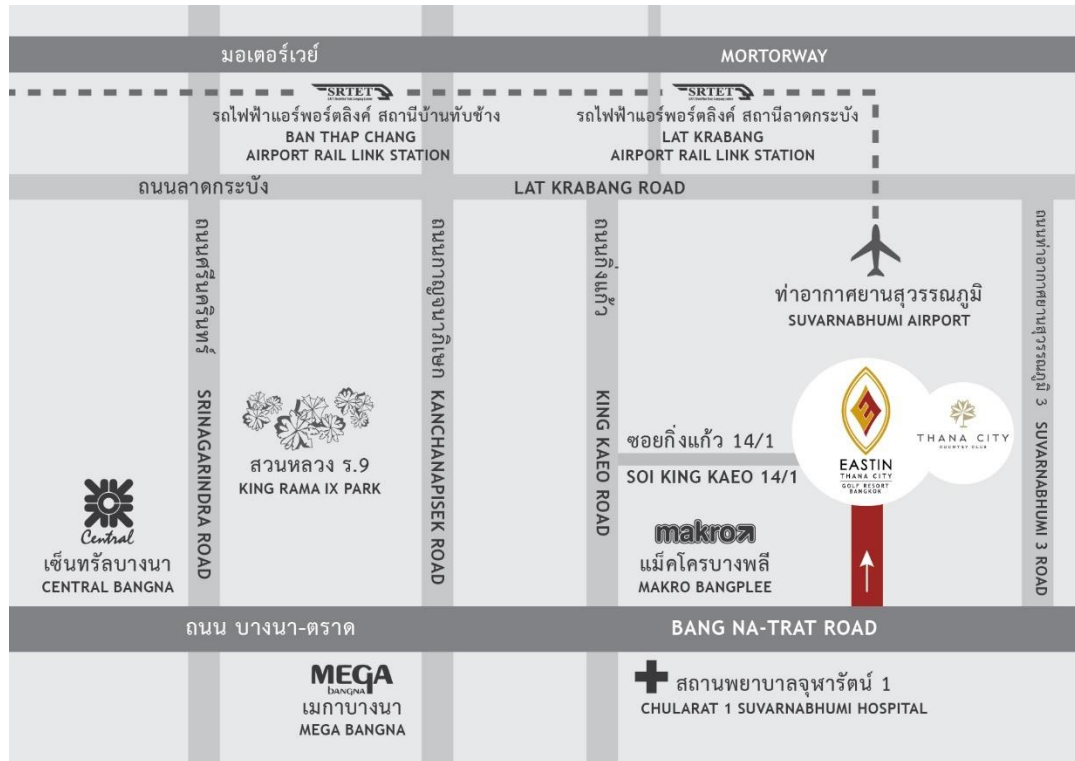 มอเตอร์เวย์
MORTORWAY
SRTET
รถไฟฟ้าแอร์พอร์ตลิงค์ สถานีบ้านทับช้าง
BAN THAP CHANG
AIRPORT RAIL LINK STATION
SRTET
รถไฟฟ้าแอร์พอร์ตลิงค์ สถานีลาดกระบัง
LAT KRABANG
AIRPORT RAIL LINK STATION
ถนนลาดกระบัง
LAT KRABANG ROAD
ถนนศรีนครินทร์
SRINAGARINDRA ROAD
ถนนกาญจนาภิเษก KANCHANAPISEK ROAD
ถนนกิ่งแก้ว
KING KAEO ROAD
ถนนท่าอากาศยานสุวรรณภูมิ 3 SUVARNABHUMI 3 ROAD
ท่าอากาศยานสุวรรณภูมิ
SUVARNABHUMI AIRPORT
สวนหลวง ร.9
KING RAMA IX PARK
ซอยกิ่งแก้ว 14/1
SOI KING KAEO 14/1
EASTIN
THANA CITY
GOLF RESORT
BANGKOK
THANA CITY
COUNTRY CLUB
Central
เซ็นทรัลบางนา
CENTRAL BANGNA
makro
แม็คโครบางพลี
MAKRO BANGPLEE
ถนน บางนา-ตราด
BANG NA-TRAT ROAD
MEGA
BANGNA
เมกาบางนา
MEGA BANGNA
สถานพยาบาลจุฬารัตน์ 1
CHULARAT 1 SUVARNABHUMI HOSPITAL